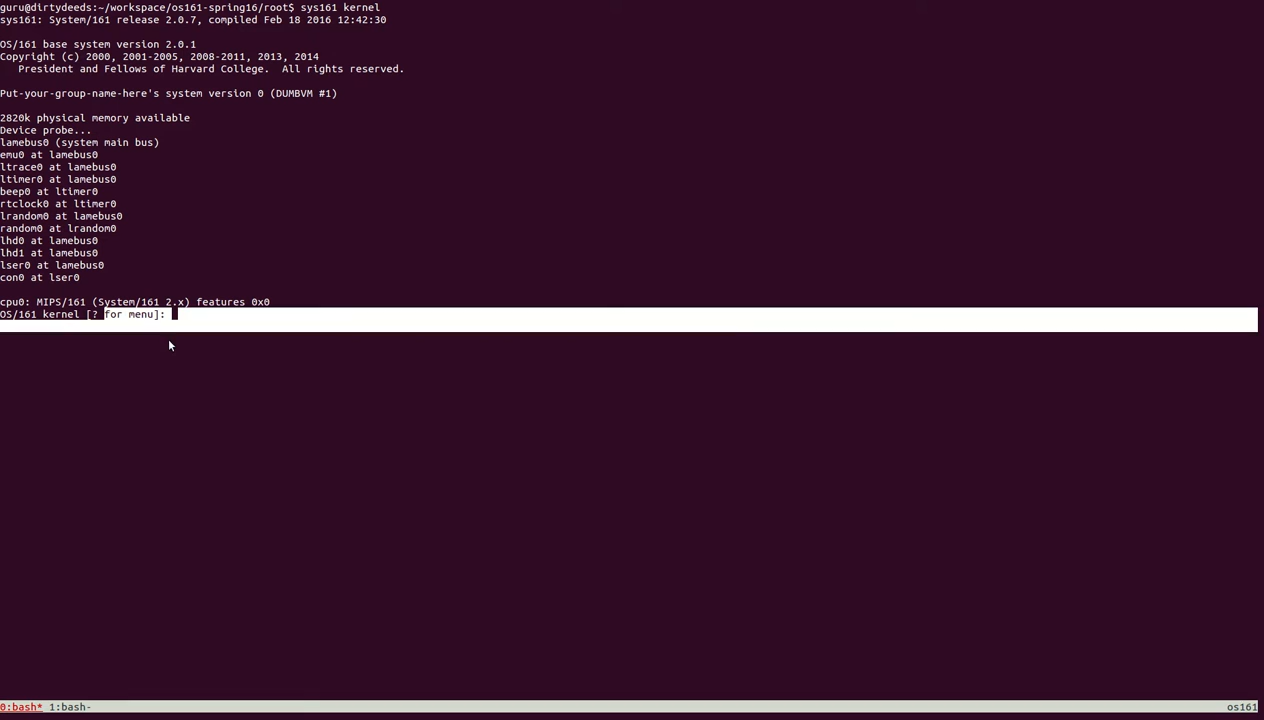 guru@dirtydeeds:~/workspace/os161-spring16/root$ sys161 kernel
sys161: System/161 release 2.0.7, compiled Feb 18 2016 12:42:30
OS/161 base system version 2.0.1
Copyright (c) 2000, 2001-2005, 2008-2011, 2013, 2014
President and Fellows of Harvard College.  All rights reserved.
Put-your-group-name-here's system version 0 (DUMBVM #1)
2820k physical memory available
Device probe...
lamebus0 (system main bus)
emu0 at lamebus0
ltrace0 at lamebus0
ltimer0 at lamebus0
beep0 at ltimer0
rtclock0 at ltimer0
lrandom0 at lamebus0
random0 at lrandom0
lhd0 at lamebus0
lhd1 at lamebus0
lser0 at lamebus0
con0 at lser0
cpu0: MIPS/161 (System/161 2.x) features 0x0
OS/161 kernel [? for menu]:
0:bash* 1:bash- os161